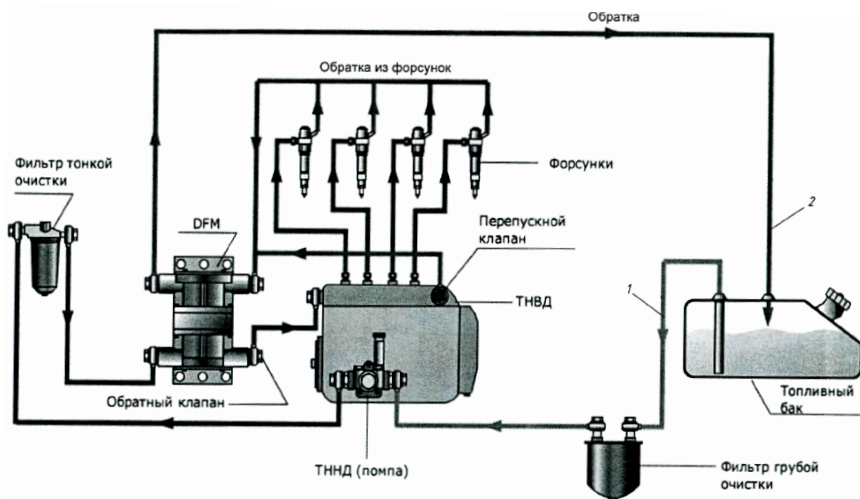 Обратка
Обратка из форсунок
Фильтр тонкой
очистки
Форсунки
DFM
Перепускной
клапан
2
1
ТНВД
Обратный клапан
Топливный
бак
ТННД (помпа)
Фильтр грубой
очистки